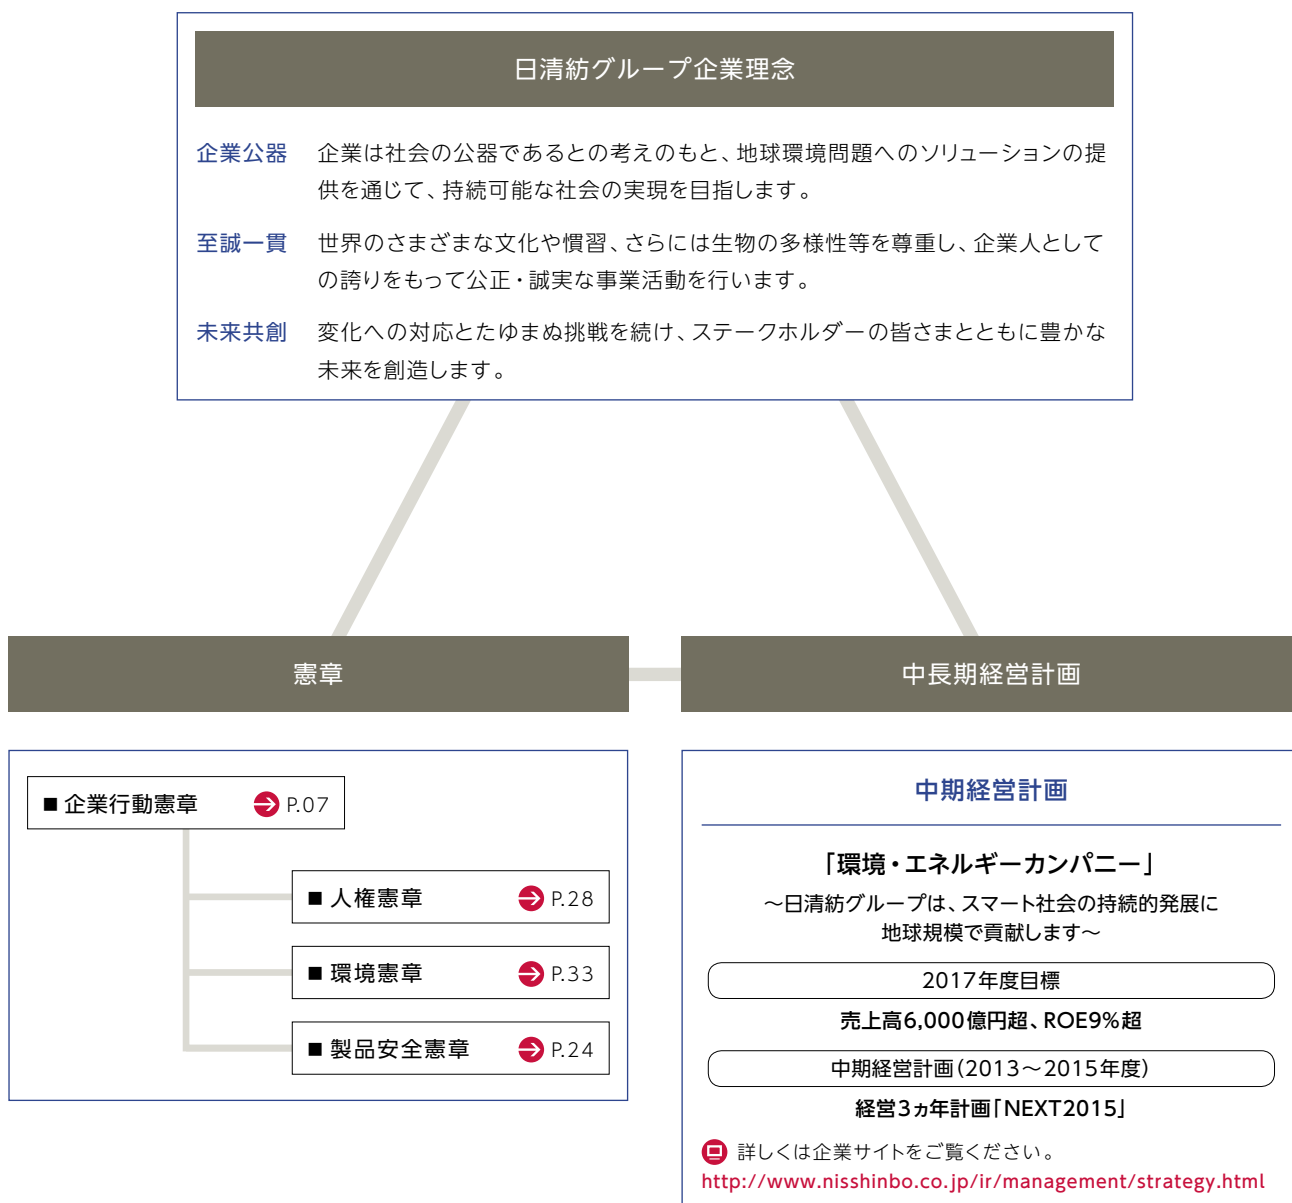 日清紡グループ企業理念
企業公器 企業は社会の公器であるとの考えのもと、地球環境問題へのソリューションの提
供を通じて、持続可能な社会の実現を目指します。
至誠一貫 世界のさまざまな文化や慣習、さらには生物の多様性等を尊重し、企業人として
の誇りをもって公正・誠実な事業活動を行います。
未来共創 変化への対応とたゆまぬ挑戦を続け、ステークホルダーの皆さまとともに豊かな
未来を創造します。
憲章
■ 企業行動憲章 P.07
■ 人権憲章 P.28
■ 環境憲章 P.33
■ 製品安全憲章 P.24
中長期経営計画
中期経営計画
「環境・エネルギーカンパニー」
～日清紡グループは、スマート社会の持続的発展に
地球規模で貢献します～
2017年度目標
売上高6,000億円超、ROE9%超
中期経営計画（2013～2015年度）
経営3ヵ年計画「NEXT2015」
詳しくは企業サイトをご覧ください。
http://www.nisshinbo.co.jp/ir/management/strategy.html